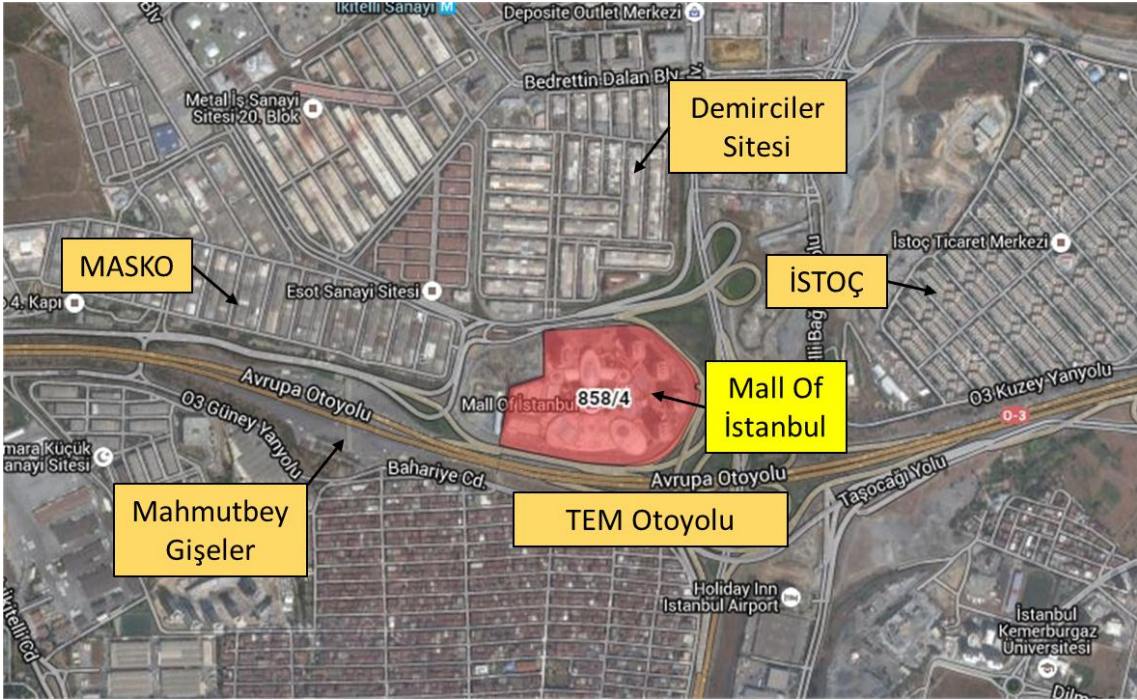 Blv
İkitelli Sanayi M
Deposite Outlet Merkezi
Bedrettin Dalan Blv.
Metal İş Sanayi
Sitesi 20. Blok
Demirciler
Sitesi
İstoç Ticaret Merkezi
MASKO
İSTOÇ
4. Kapı
Esot Sanayi Sitesi
Mall Of İstanbul
858/4
Mall Of
İstanbul
Avrupa Otoyolu
O3 Güney Yanyolu
O3 Kuzey Yanyolu
O-3
mara Küçük
anayi Sitesi
Bahariye Cd.
Avrupa Otoyolu
Taşocağı Yolu
Mahmutbey
Gişeler
TEM Otoyolu
Holiday Inn
Istanbul Airport
İstanbul
Kemerburgaz
Üniversitesi